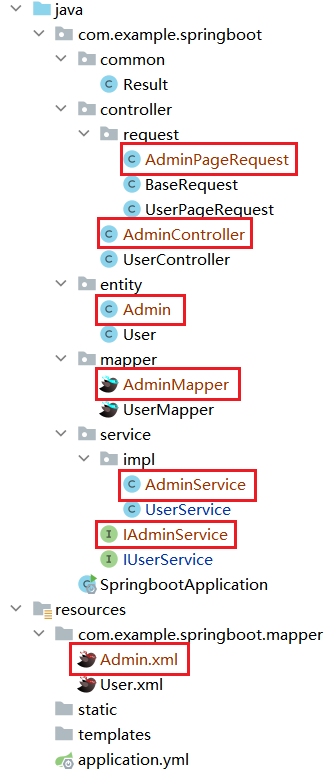 java
com.example.springboot
common
Result
controller
request
AdminPageRequest
BaseRequest
UserPageRequest
AdminController
UserController
entity
Admin
User
mapper
AdminMapper
UserMapper
service
impl
AdminService
UserService
IAdminService
IUserService
SpringbootApplication
resources
com.example.springboot.mapper
Admin.xml
User.xml
static
templates
application.yml